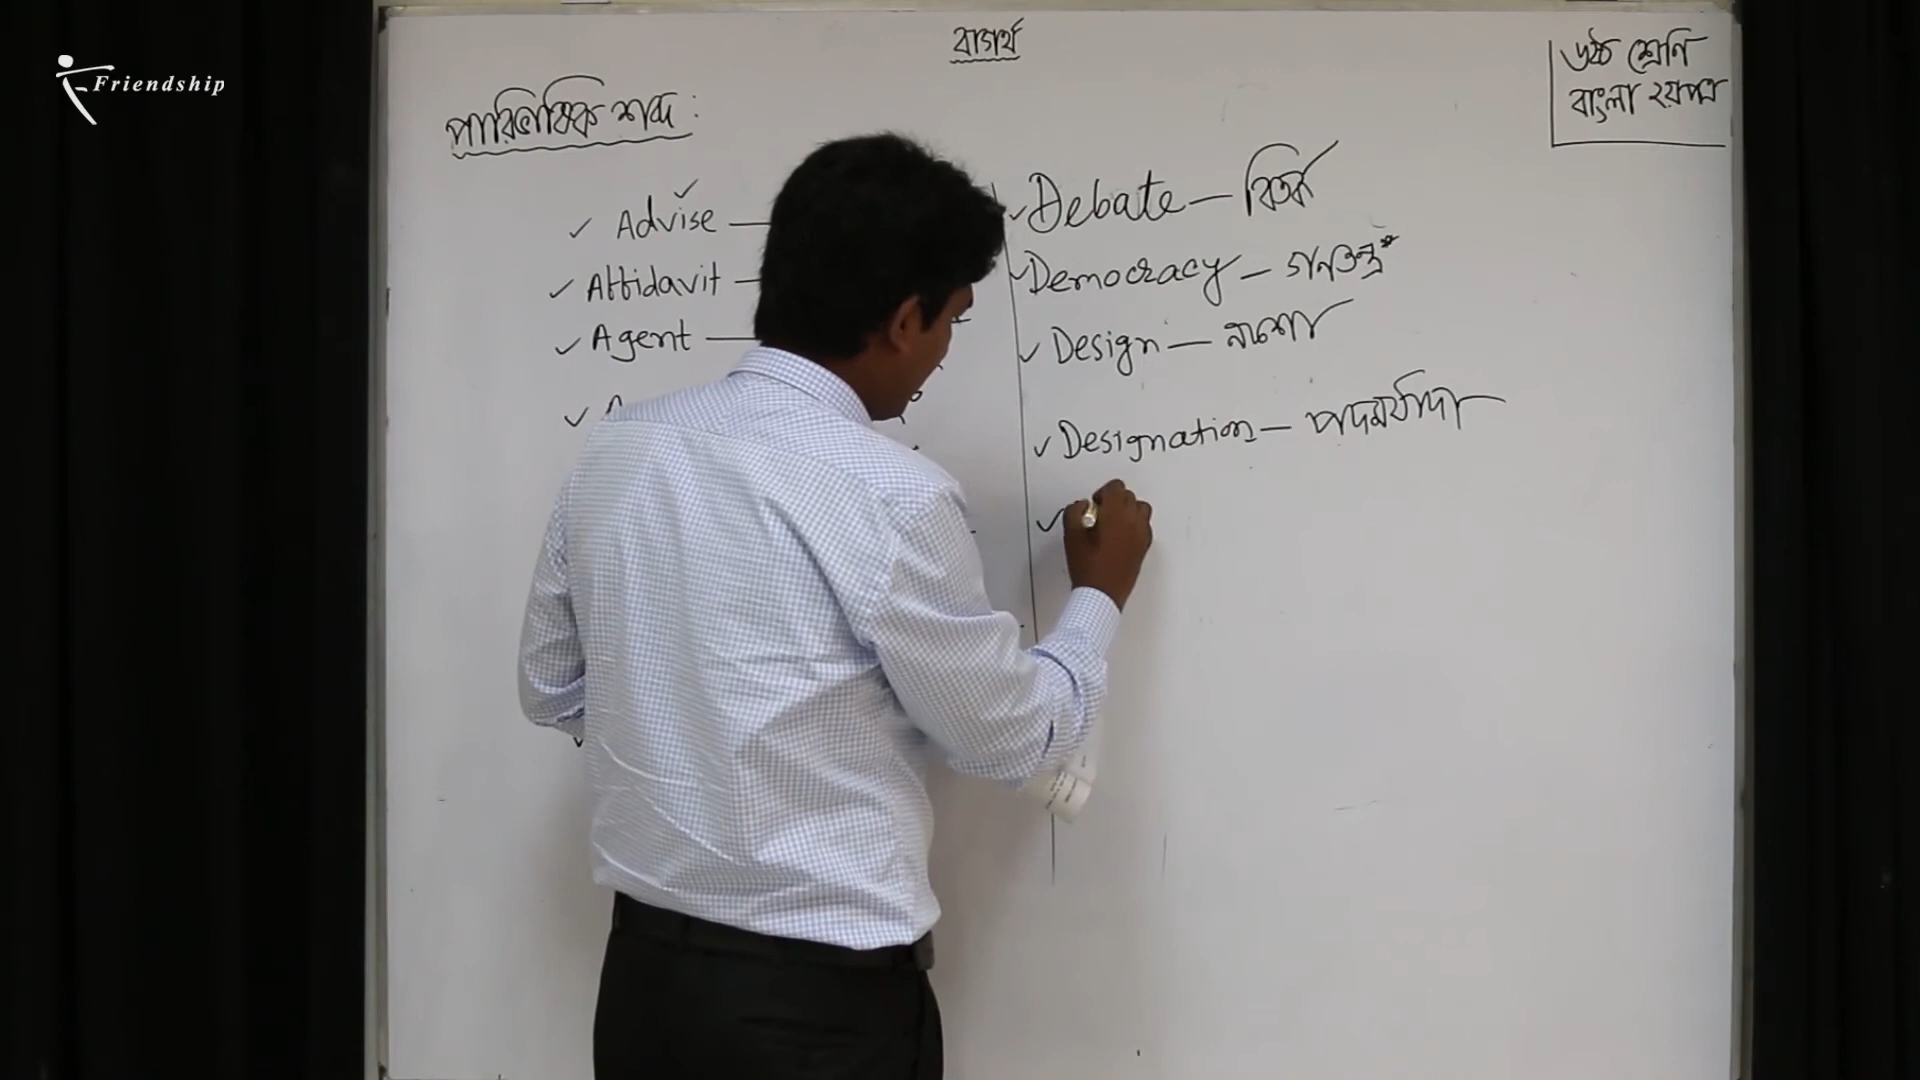 Friendship
বাগর্থ
৬ষ্ঠ শ্রেণি
বাংলা ২য়পত্র
পারিভাষিক শব্দ :
Advise —
Affidavit —
Agent —
Debate — বিতর্ক
Democracy — গণতন্ত্র*
Design — নকশা
Designation — পদমর্যাদা